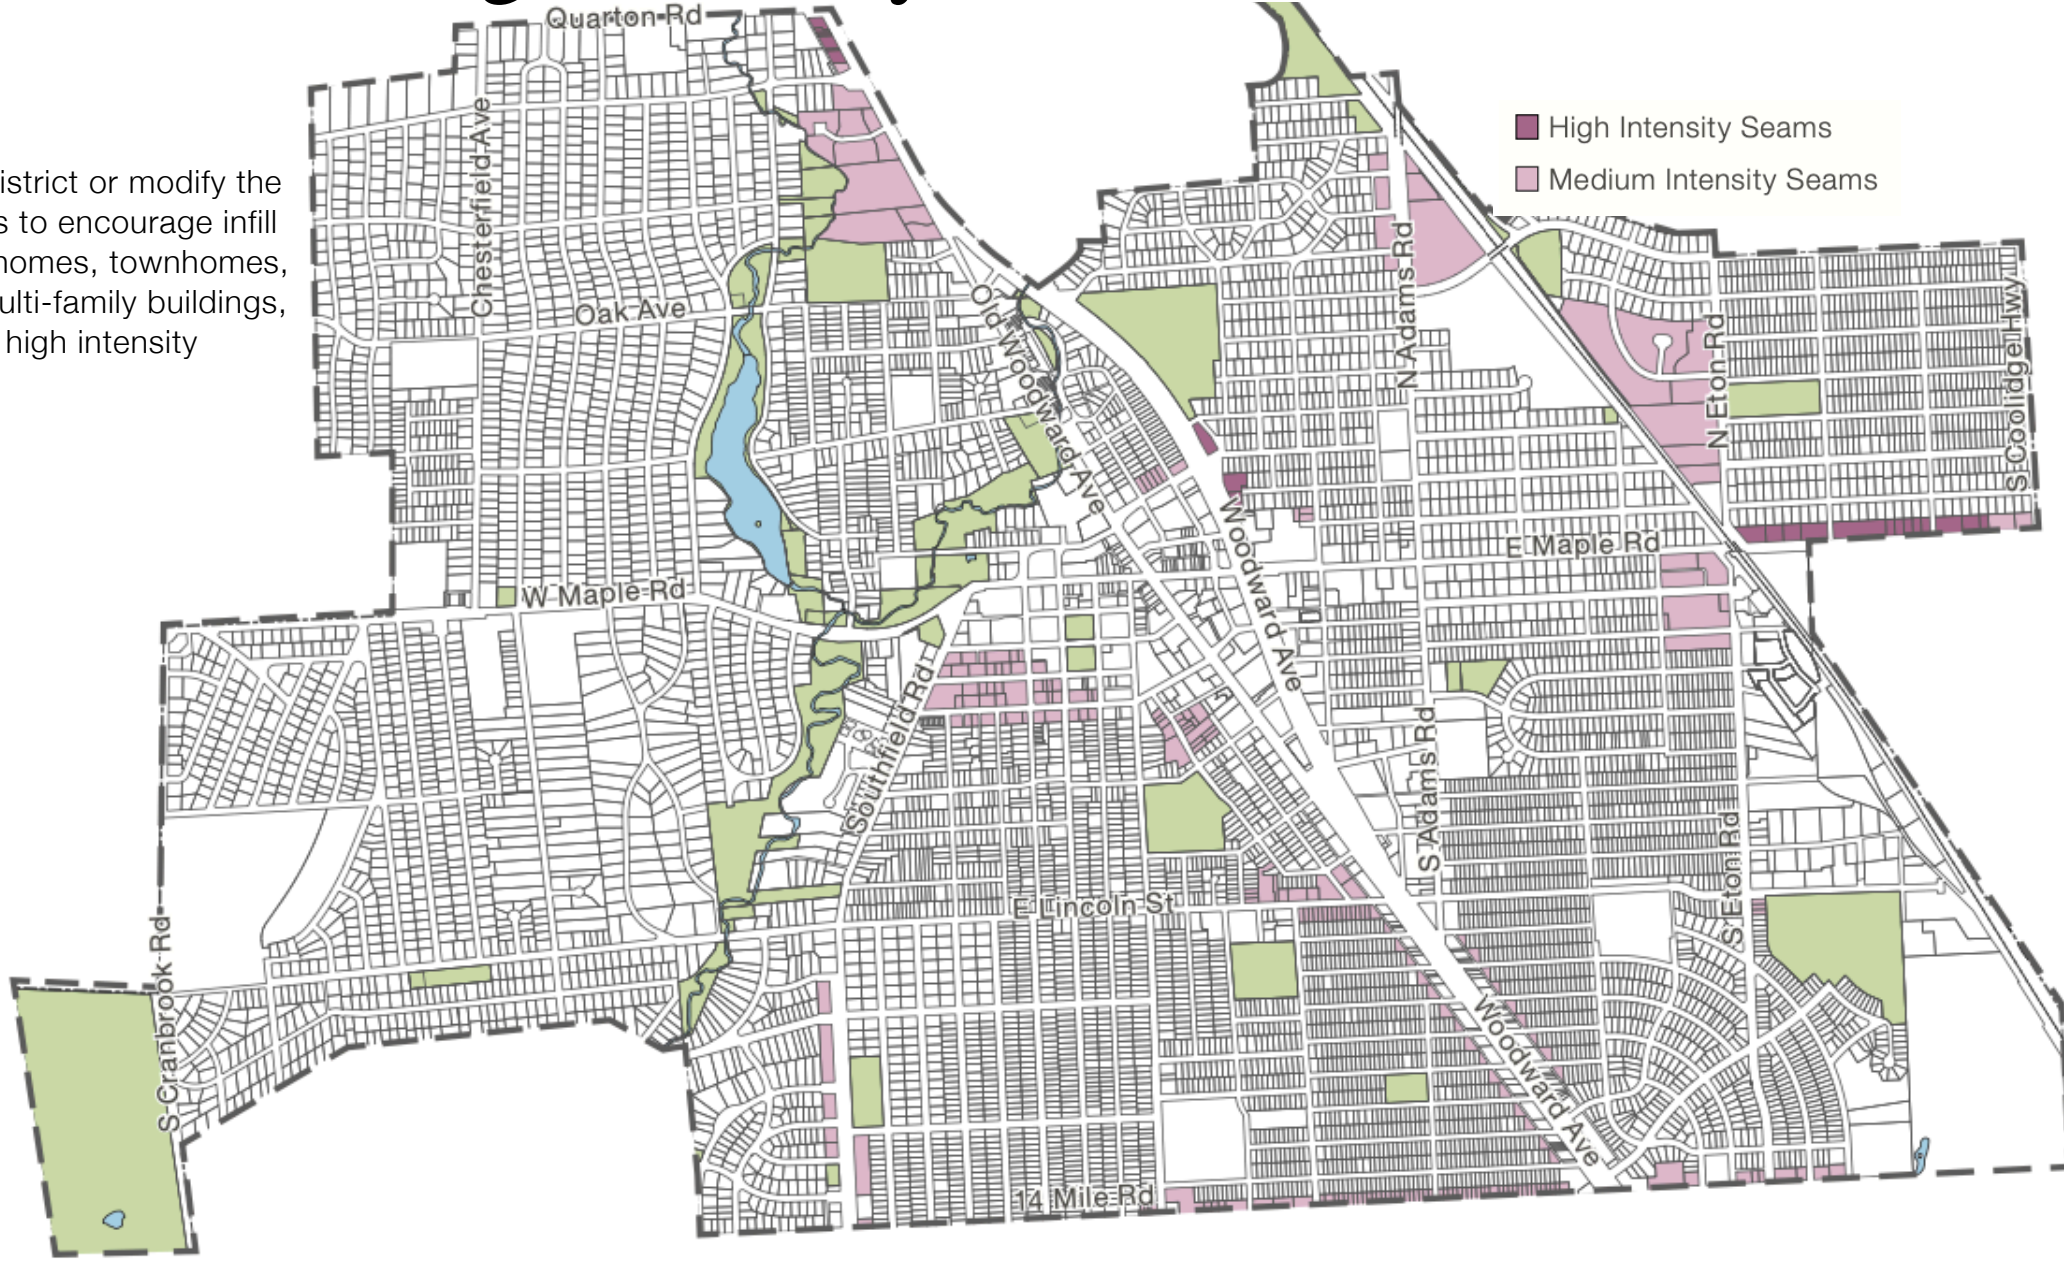 Quarton Rd
istrict or modify the
s to encourage infill
homes, townhomes,
ulti-family buildings,
high intensity
Chesterfield Ave
Oak Ave
Old Woodward Ave
N Adams Rd
High Intensity Seams
Medium Intensity Seams
N Eton Rd
S Coolidge Hwy
W Maple Rd
E Maple Rd
Woodward Ave
Southfield Rd
S Adams Rd
S Eton Rd
E Lincoln St
S Cranbrook Rd
Woodward Ave
14 Mile Rd